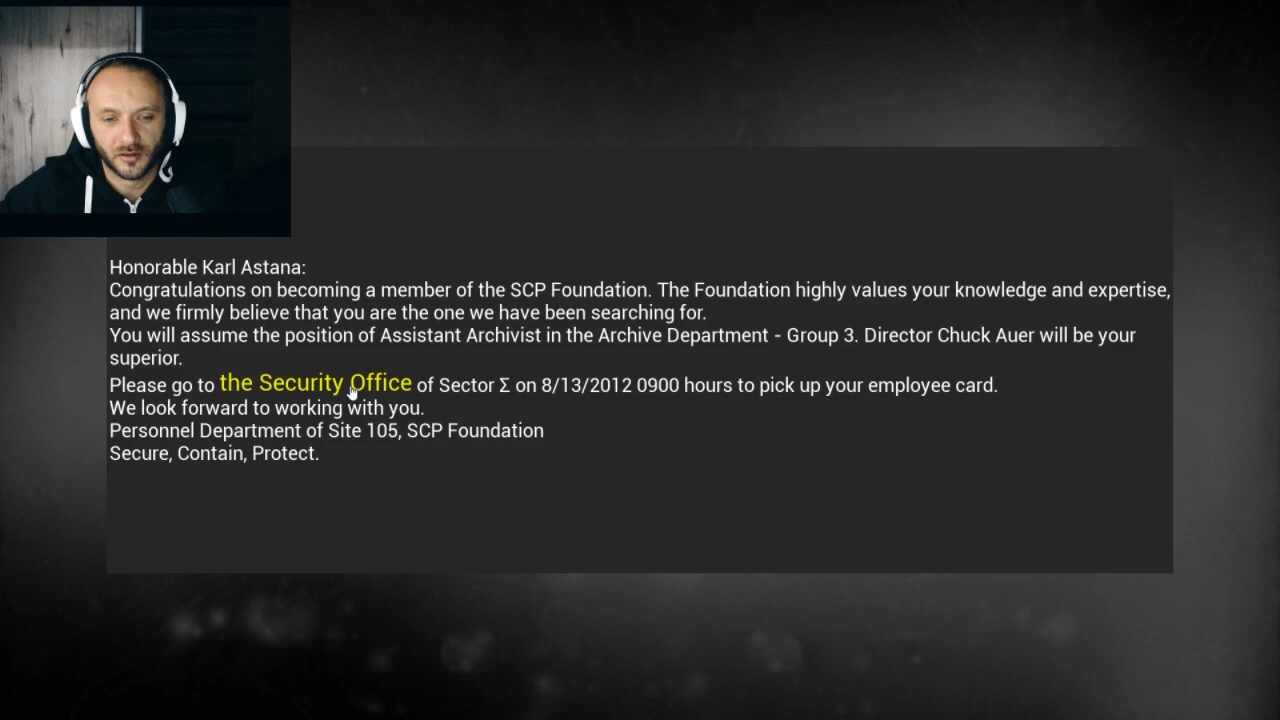 Honorable Karl Astana:
Congratulations on becoming a member of the SCP Foundation. The Foundation highly values your knowledge and expertise,
and we firmly believe that you are the one we have been searching for.
You will assume the position of Assistant Archivist in the Archive Department - Group 3. Director Chuck Auer will be your
superior.
Please go to the Security Office of Sector Σ on 8/13/2012 0900 hours to pick up your employee card.
We look forward to working with you.
Personnel Department of Site 105, SCP Foundation
Secure, Contain, Protect.